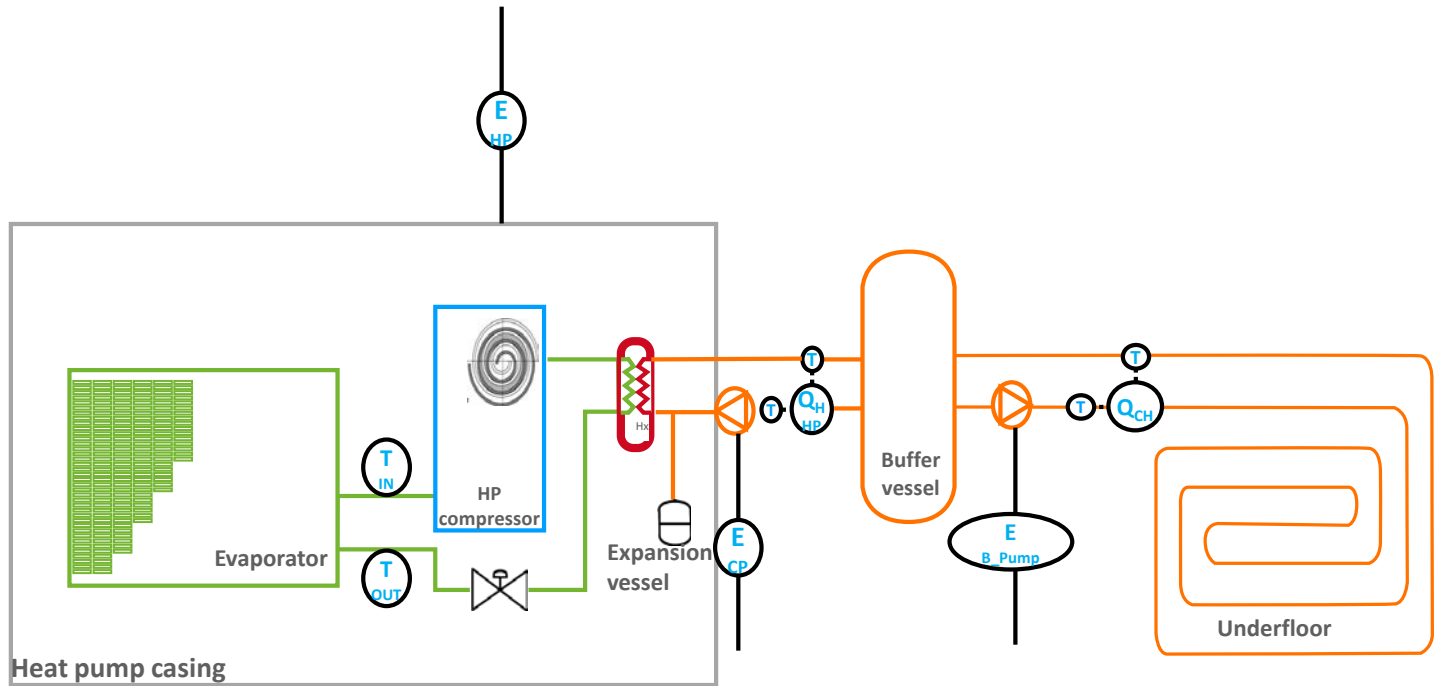 E
HP
T
IN
HP
compressor
Evaporator
T
OUT
Hx
Expansion
vessel
E
CP
T
T
Q H
HP
Buffer
vessel
E
B_Pump
T
T
Q CH
Underfloor
Heat pump casing